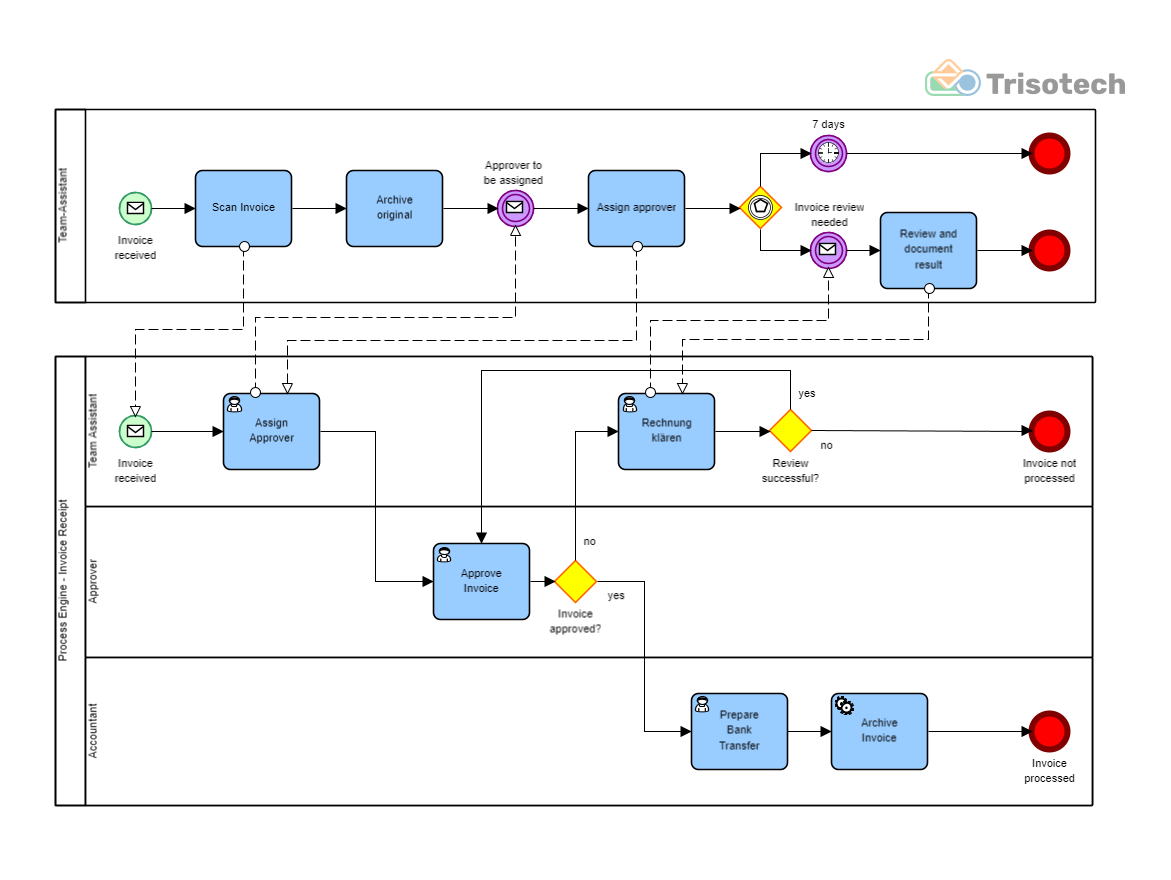 Trisotech
Team-Assistant
7 days
Approver to
be assigned
Scan Invoice
Archive
original
Assign approver
Invoice review
needed
Review and
document
result
Invoice
received
Process Engine - Invoice Receipt
Team Assistant
Invoice
received
Assign
Approver
Rechnung
klären
yes
no
Review
successful?
Invoice not
processed
Approver
Approve
Invoice
no
yes
Invoice
approved?
Accountant
Prepare
Bank
Transfer
Archive
Invoice
Invoice
processed